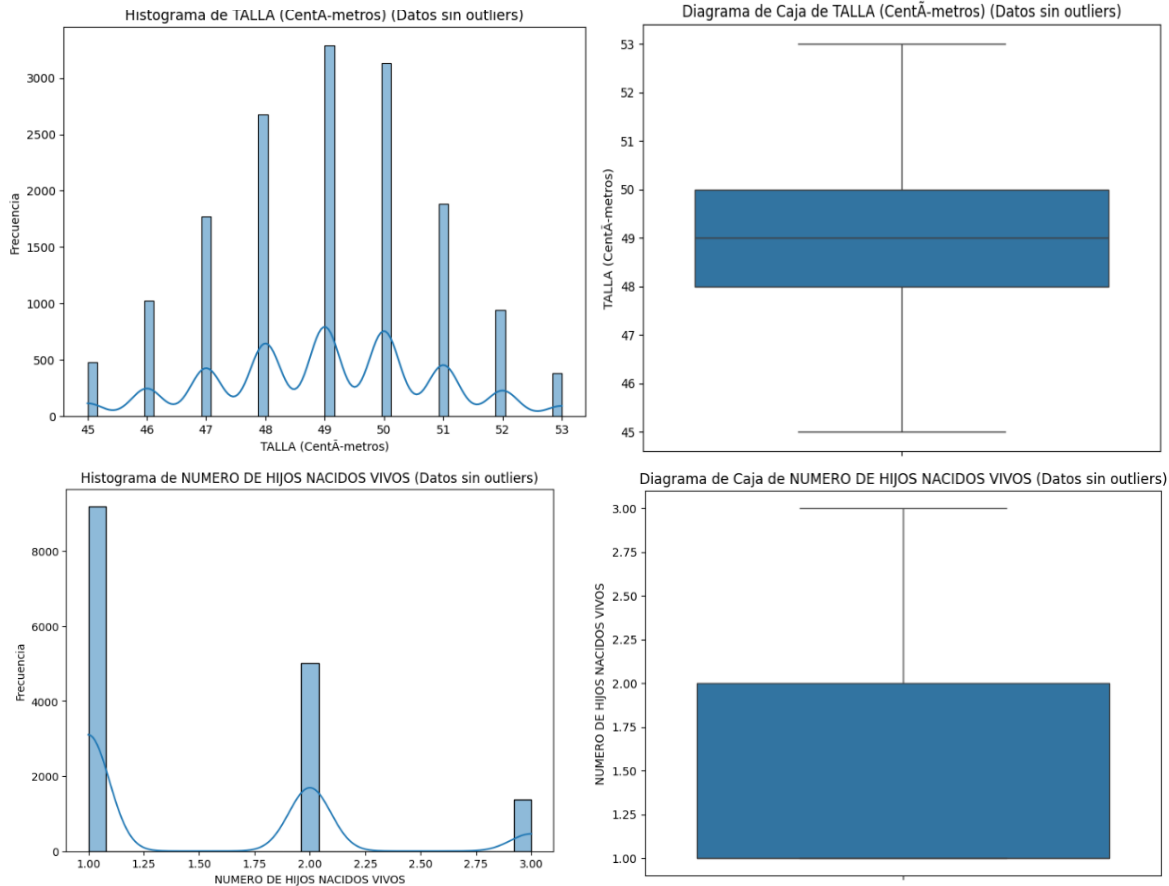 Histograma de TALLA (CentÃ-metros) (Datos sin outliers)
Frecuencia
3000
2500
2000
1500
1000
500
0
45 46 47 48 49 50 51 52 53
TALLA (CentÃ-metros)
Diagrama de Caja de TALLA (CentÃ-metros) (Datos sin outliers)
TALLA (CentÃ-metros)
53
52
51
50
49
48
47
46
45
Histograma de NUMERO DE HIJOS NACIDOS VIVOS (Datos sin outliers)
Frecuencia
8000
6000
4000
2000
0
1.00 1.25 1.50 1.75 2.00 2.25 2.50 2.75 3.00
NUMERO DE HIJOS NACIDOS VIVOS
Diagrama de Caja de NUMERO DE HIJOS NACIDOS VIVOS (Datos sin outliers)
NUMERO DE HIJOS NACIDOS VIVOS
3.00
2.75
2.50
2.25
2.00
1.75
1.50
1.25
1.00